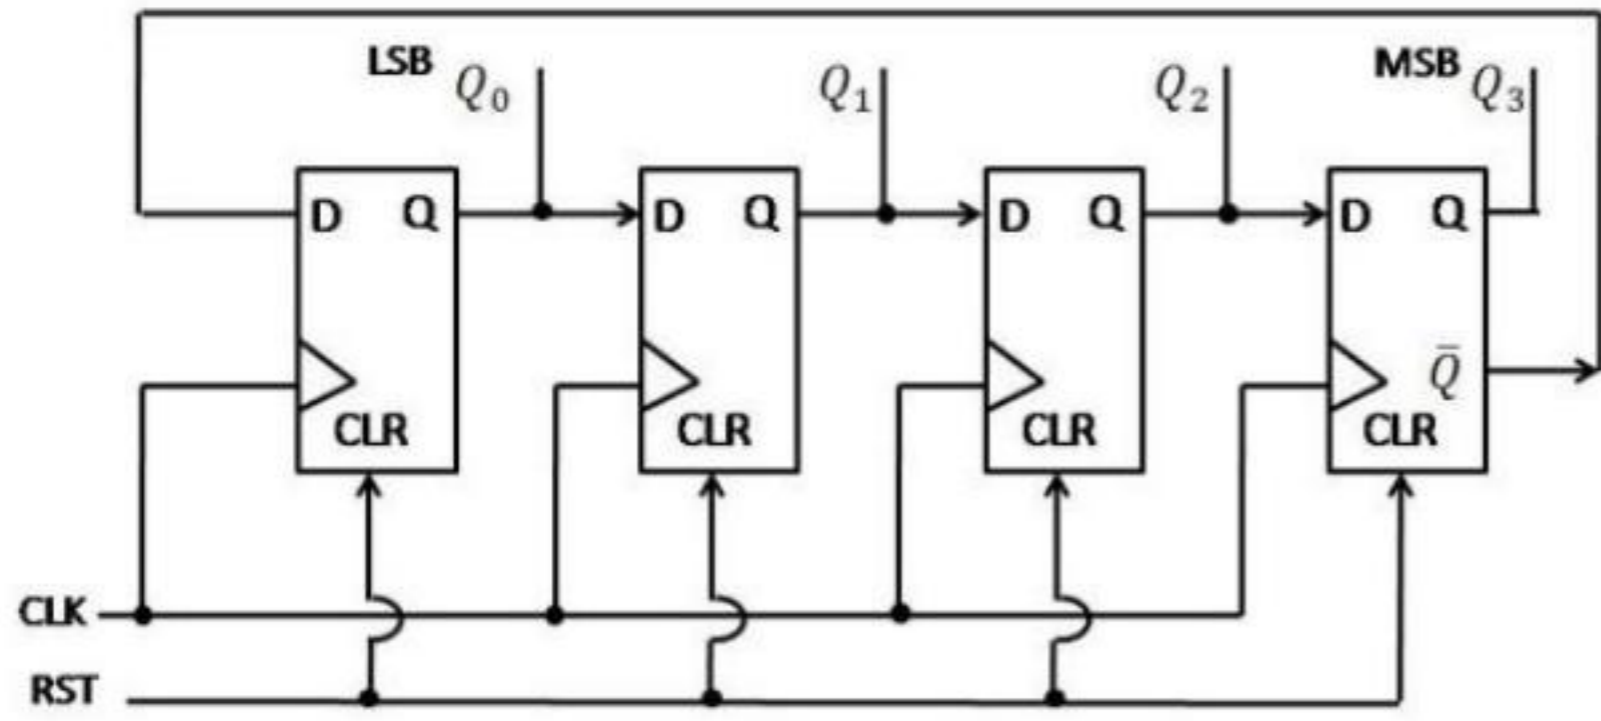 LSB Q₀ Q₁ Q₂ MSB Q₃
D Q D Q D Q D Q
Q̅
CLR CLR CLR CLR
CLK
RST